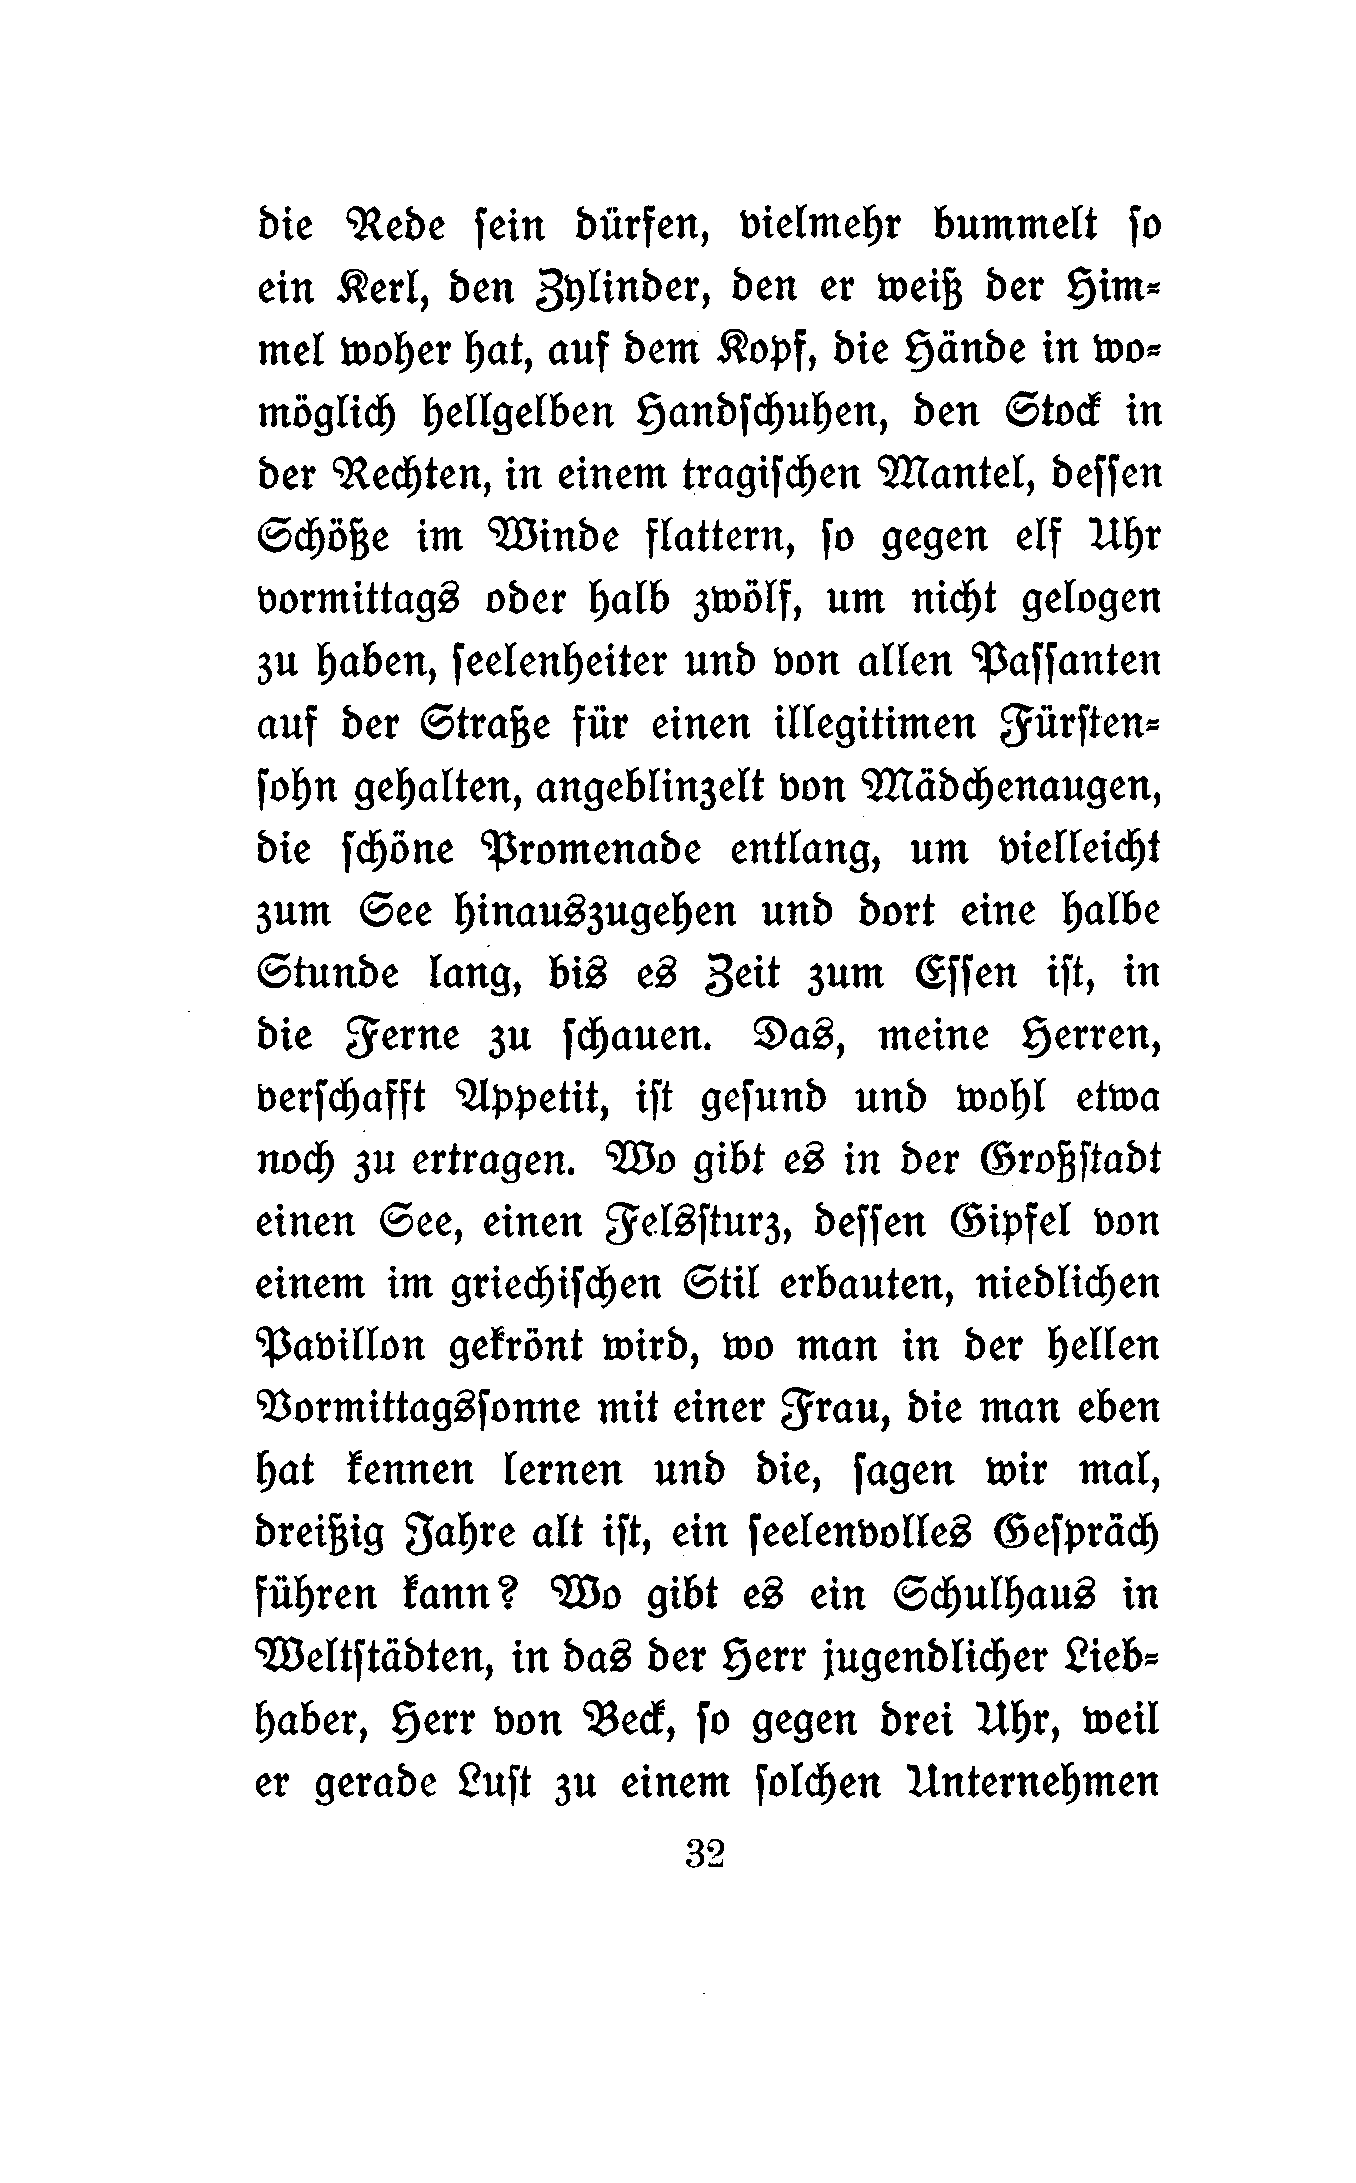 die Rede sein dürfen, vielmehr bummelt so
ein Kerl, den Zylinder, den er weiß der Him-
mel woher hat, auf dem Kopf, die Hände in wo-
möglich hellgelben Handschuhen, den Stock in
der Rechten, in einem tragischen Mantel, dessen
Schöße im Winde flattern, so gegen elf Uhr
vormittags oder halb zwölf, um nicht gelogen
zu haben, seelenheiter und von allen Passanten
auf der Straße für einen illegitimen Fürsten-
sohn gehalten, angeblinzelt von Mädchenaugen,
die schöne Promenade entlang, um vielleicht
zum See hinauszugehen und dort eine halbe
Stunde lang, bis es Zeit zum Essen ist, in
die Ferne zu schauen. Das, meine Herren,
verschafft Appetit, ist gesund und wohl etwa
noch zu ertragen. Wo gibt es in der Großstadt
einen See, einen Felssturz, dessen Gipfel von
einem im griechischen Stil erbauten, niedlichen
Pavillon gekrönt wird, wo man in der hellen
Vormittagssonne mit einer Frau, die man eben
hat kennen lernen und die, sagen wir mal,
dreißig Jahre alt ist, ein seelenvolles Gespräch
führen kann? Wo gibt es ein Schulhaus in
Weltstädten, in das der Herr jugendlicher Lieb-
haber, Herr von Beck, so gegen drei Uhr, weil
er gerade Lust zu einem solchen Unternehmen
32